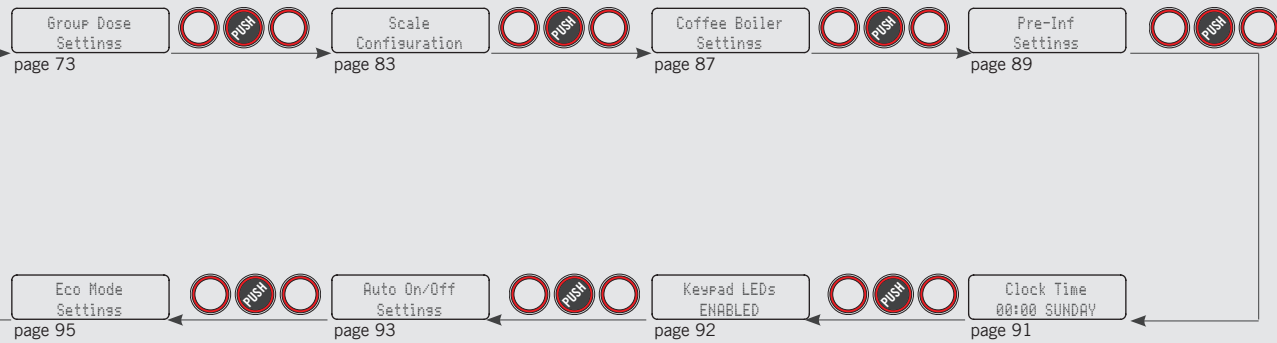 Group Dose
Settings
PUSH
page 73
Scale
Configuration
PUSH
page 83
Coffee Boiler
Settings
PUSH
page 87
Pre-Inf
Settings
PUSH
page 89
Eco Mode
Settings
PUSH
page 95
Auto On/Off
Settings
PUSH
page 93
Keypad LEDs
ENABLED
PUSH
page 92
Clock Time
00:00 SUNDAY
page 91